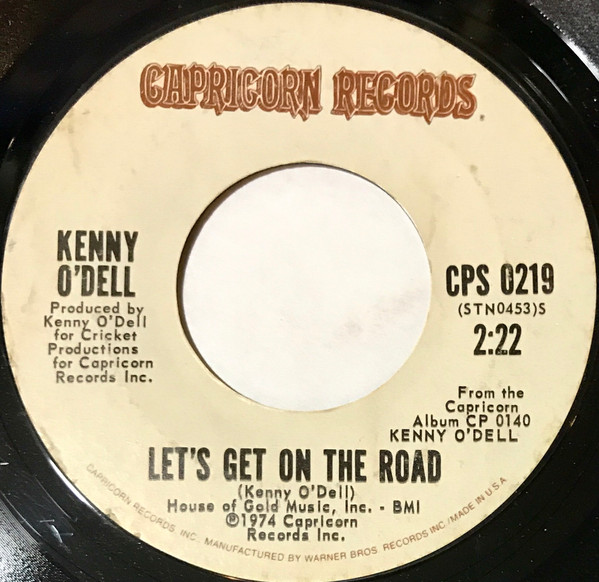 CAPRICORN RECORDS
KENNY
O'DELL
Produced by
Kenny O'Dell
for Cricket
Productions
for Capricorn
Records Inc.
CPS 0219
(STN0453)S
2:22
From the
Capricorn
Album CP 0140
KENNY O'DELL
LET'S GET ON THE ROAD
(Kenny O'Dell)
House of Gold Music, Inc. - BMI
℗1974 Capricorn
Records Inc.
CAPRICORN RECORDS INC. MANUFACTURED BY WARNER BROS. RECORDS INC./MADE IN U.S.A